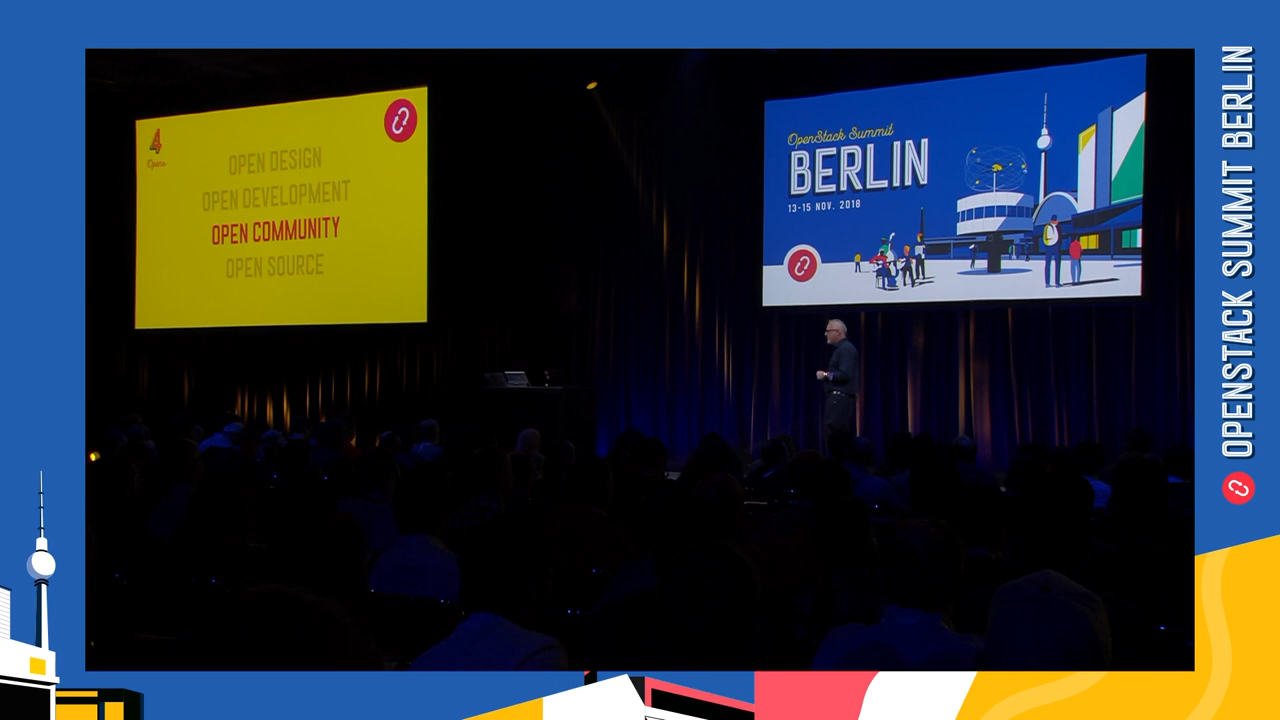 4
Opens
OPEN DESIGN
OPEN DEVELOPMENT
OPEN COMMUNITY
OPEN SOURCE
OpenStack Summit
BERLIN
13-15 NOV. 2018
OPENSTACK SUMMIT BERLIN